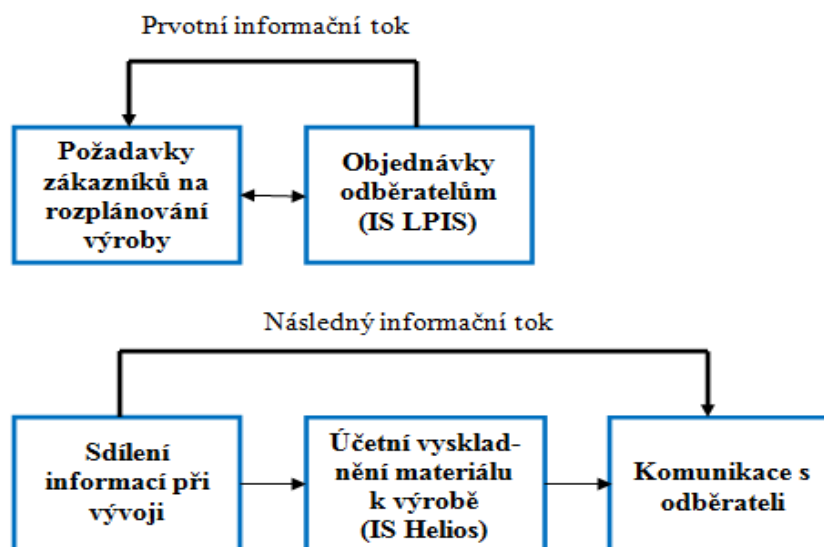 Prvotní informační tok
Požadavky
zákazníků na
rozplánování
výroby
Objednávky
odběratelům
(IS LPIS)
Následný informační tok
Sdílení
informací při
vývoji
Účetní vysklad-
nění materiálu
k výrobě
(IS Helios)
Komunikace s
odběrateli